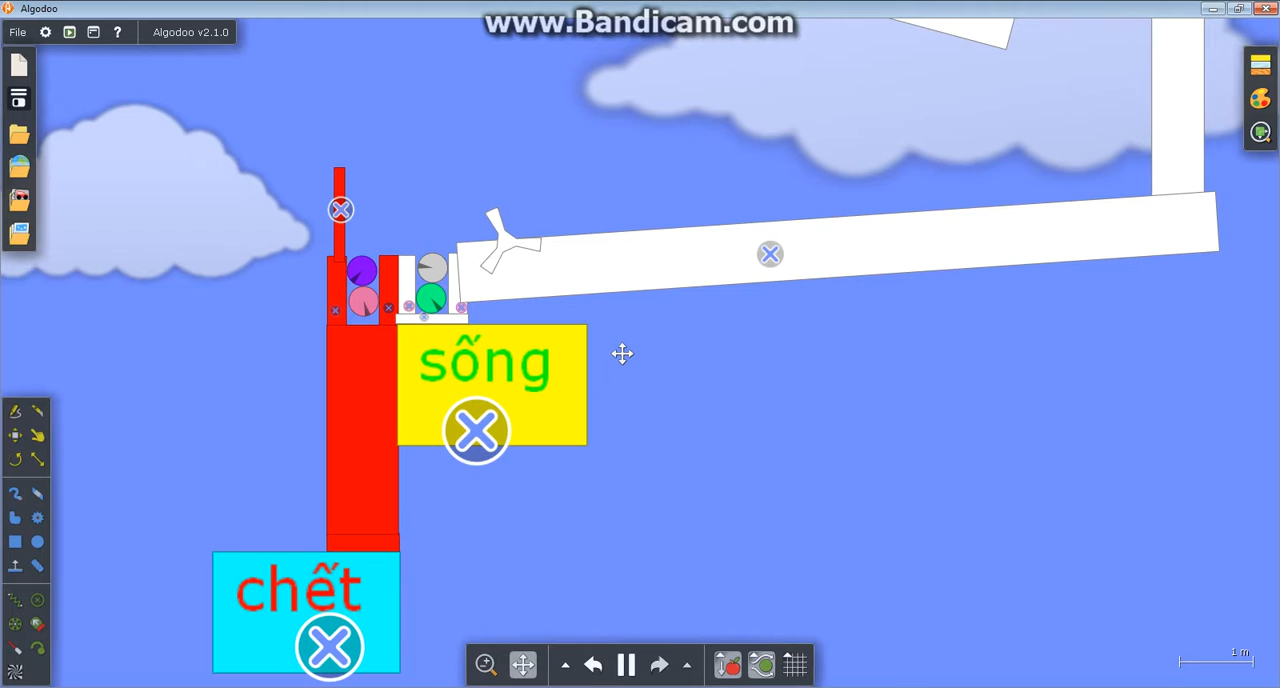 Algodoo
www.Bandicam.com
File ? Algodoo v2.1.0
sống
chết
1 m